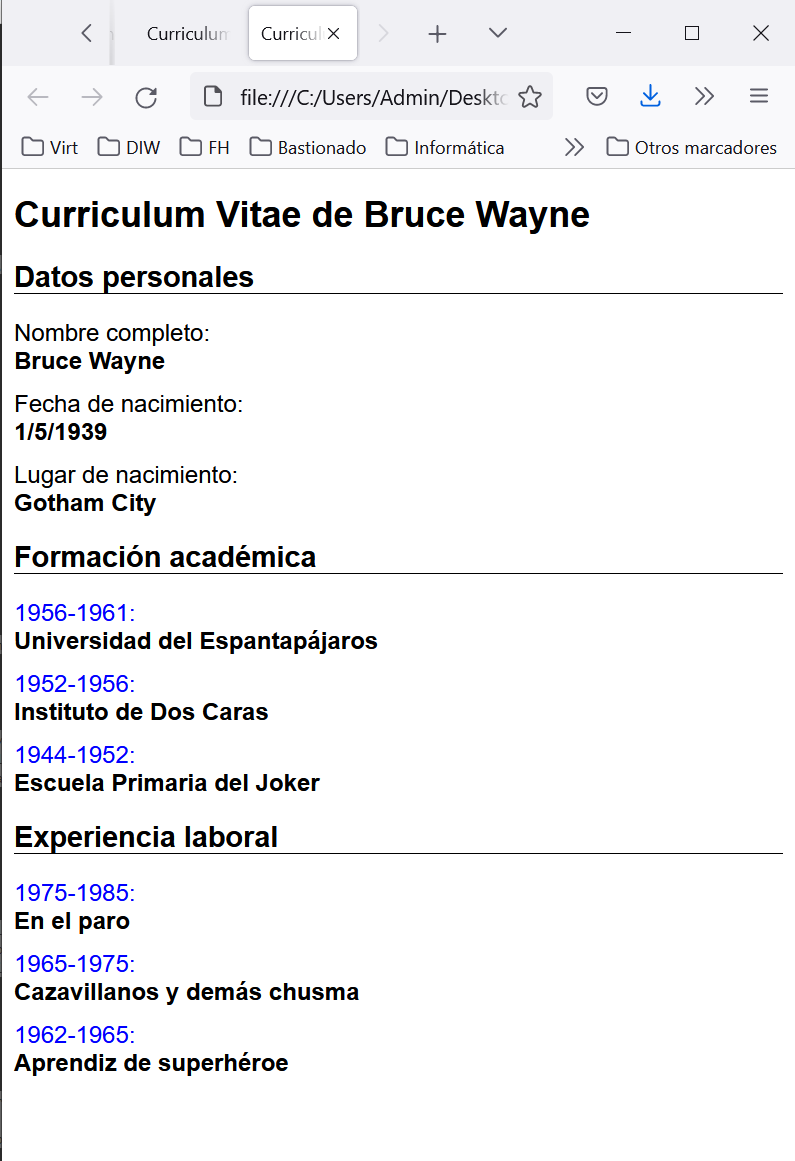 Curriculum
Curricul
file:///C:/Users/Admin/Deskto
Virt DIW FH Bastionado Informática Otros marcadores
Curriculum Vitae de Bruce Wayne
Datos personales
Nombre completo:
Bruce Wayne
Fecha de nacimiento:
1/5/1939
Lugar de nacimiento:
Gotham City
Formación académica
1956-1961:
Universidad del Espantapájaros
1952-1956:
Instituto de Dos Caras
1944-1952:
Escuela Primaria del Joker
Experiencia laboral
1975-1985:
En el paro
1965-1975:
Cazavillanos y demás chusma
1962-1965:
Aprendiz de superhéroe